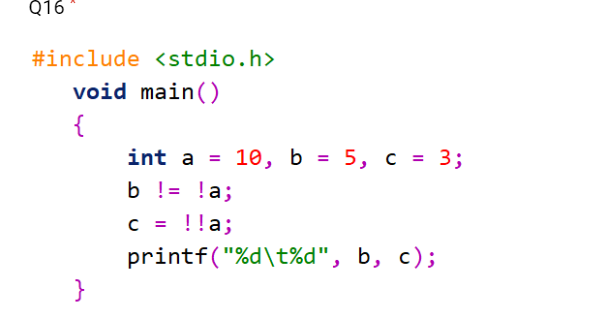 Q16 *
#include <stdio.h>
void main()
{
int a = 10, b = 5, c = 3;
b != !a;
c = !!a;
printf("%d\t%d", b, c);
}